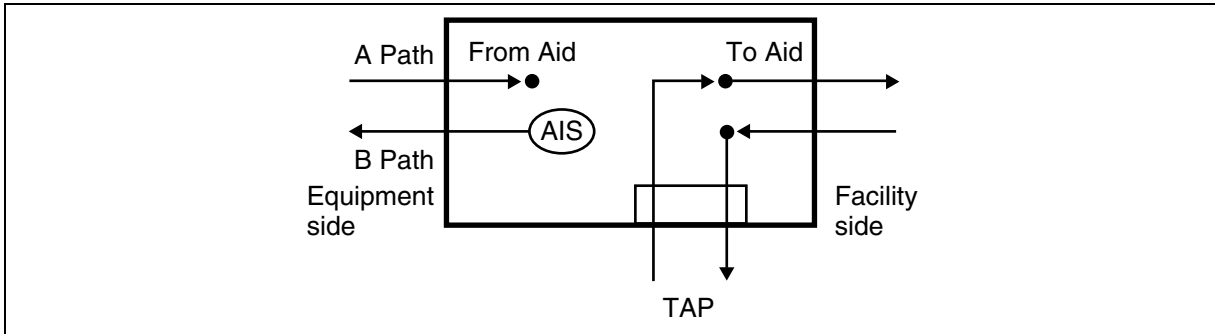 A Path
From Aid
To Aid
AIS
B Path
Equipment
side
Facility
side
TAP